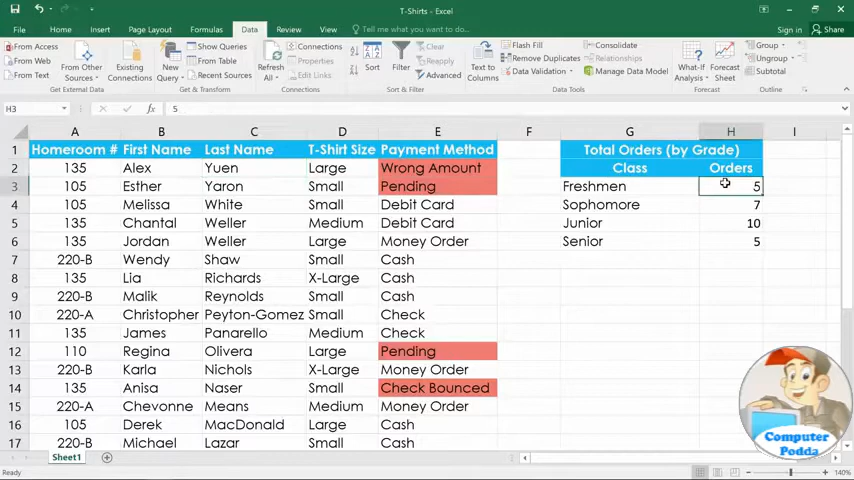 T-Shirts - Excel
File Home Insert Page Layout Formulas Data Review View Tell me what you want to do... Sign in Share
From Access
From Web
From Text
From Other Sources
Existing Connections
Get External Data
New Query
Show Queries
From Table
Recent Sources
Get & Transform
Refresh All
Connections
Properties
Edit Links
Connections
Sort
Filter
Clear
Reapply
Advanced
Sort & Filter
Text to Columns
Flash Fill
Remove Duplicates
Data Validation
Consolidate
Relationships
Manage Data Model
Data Tools
What-If Analysis
Forecast Sheet
Forecast
Group
Ungroup
Subtotal
Outline
H3 fx 5
A B C D E F G H I
1 Homeroom # First Name Last Name T-Shirt Size Payment Method Total Orders (by Grade)
2 135 Alex Yuen Large Wrong Amount Class Orders
3 105 Esther Yaron Small Pending Freshmen 5
4 105 Melissa White Small Debit Card Sophomore 7
5 135 Chantal Weller Medium Debit Card Junior 10
6 135 Jordan Weller Large Money Order Senior 5
7 220-B Wendy Shaw Small Cash
8 135 Lia Richards X-Large Cash
9 220-B Malik Reynolds Small Cash
10 220-A Christopher Peyton-Gomez Small Check
11 135 James Panarello Medium Check
12 110 Regina Olivera Large Pending
13 220-B Karla Nichols X-Large Money Order
14 135 Anisa Naser Small Check Bounced
15 220-A Chevonne Means Medium Money Order
16 105 Derek MacDonald Large Cash
17 220-B Michael Lazar Small Cash
Computer
Podda
Sheet1
Ready 140%